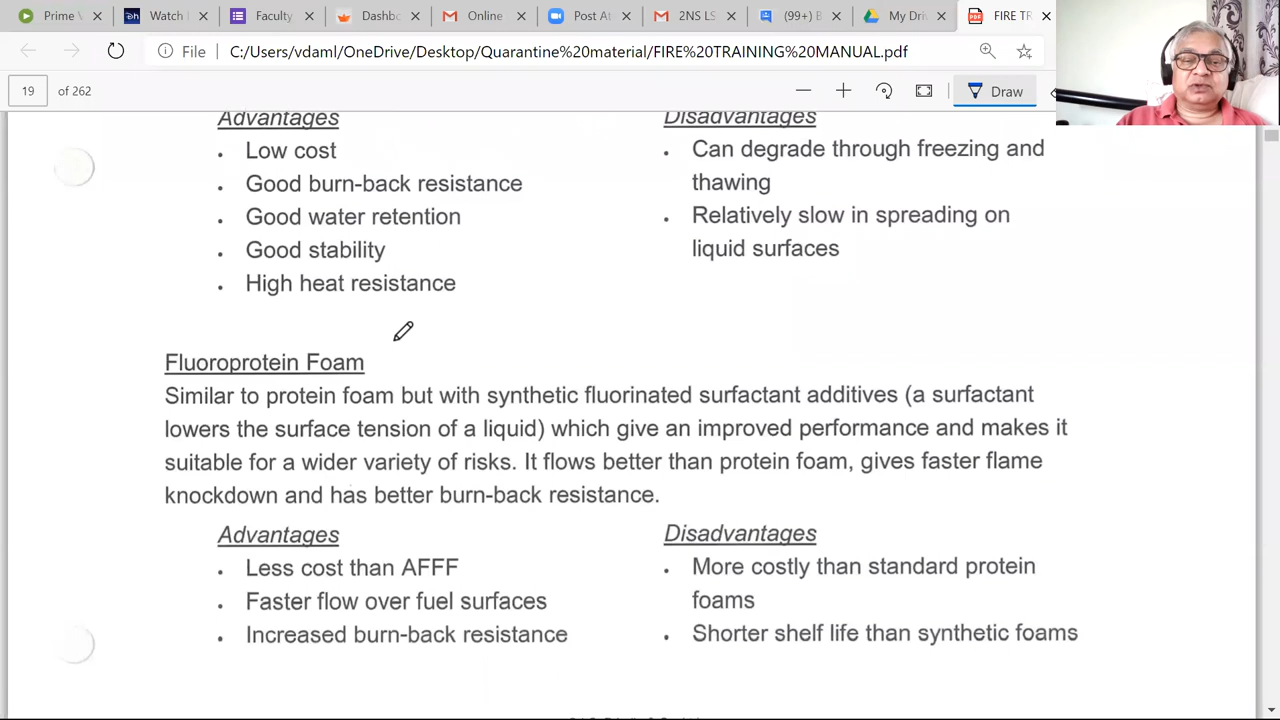 Prime V
Watch
Faculty
Dashbo
Online
Post At
2NS S
(99+) B
My Driv
FIRE TR
File
C:/Users/vdaml/OneDrive/Desktop/Quarantine%20material/FIRE%20TRAINING%20MANUAL.pdf
19 of 262
Draw
Advantages
• Low cost
• Good burn-back resistance
• Good water retention
• Good stability
• High heat resistance
Disadvantages
• Can degrade through freezing and
thawing
• Relatively slow in spreading on
liquid surfaces
Fluoroprotein Foam
Similar to protein foam but with synthetic fluorinated surfactant additives (a surfactant
lowers the surface tension of a liquid) which give an improved performance and makes it
suitable for a wider variety of risks. It flows better than protein foam, gives faster flame
knockdown and has better burn-back resistance.
Advantages
• Less cost than AFFF
• Faster flow over fuel surfaces
• Increased burn-back resistance
Disadvantages
• More costly than standard protein
foams
• Shorter shelf life than synthetic foams